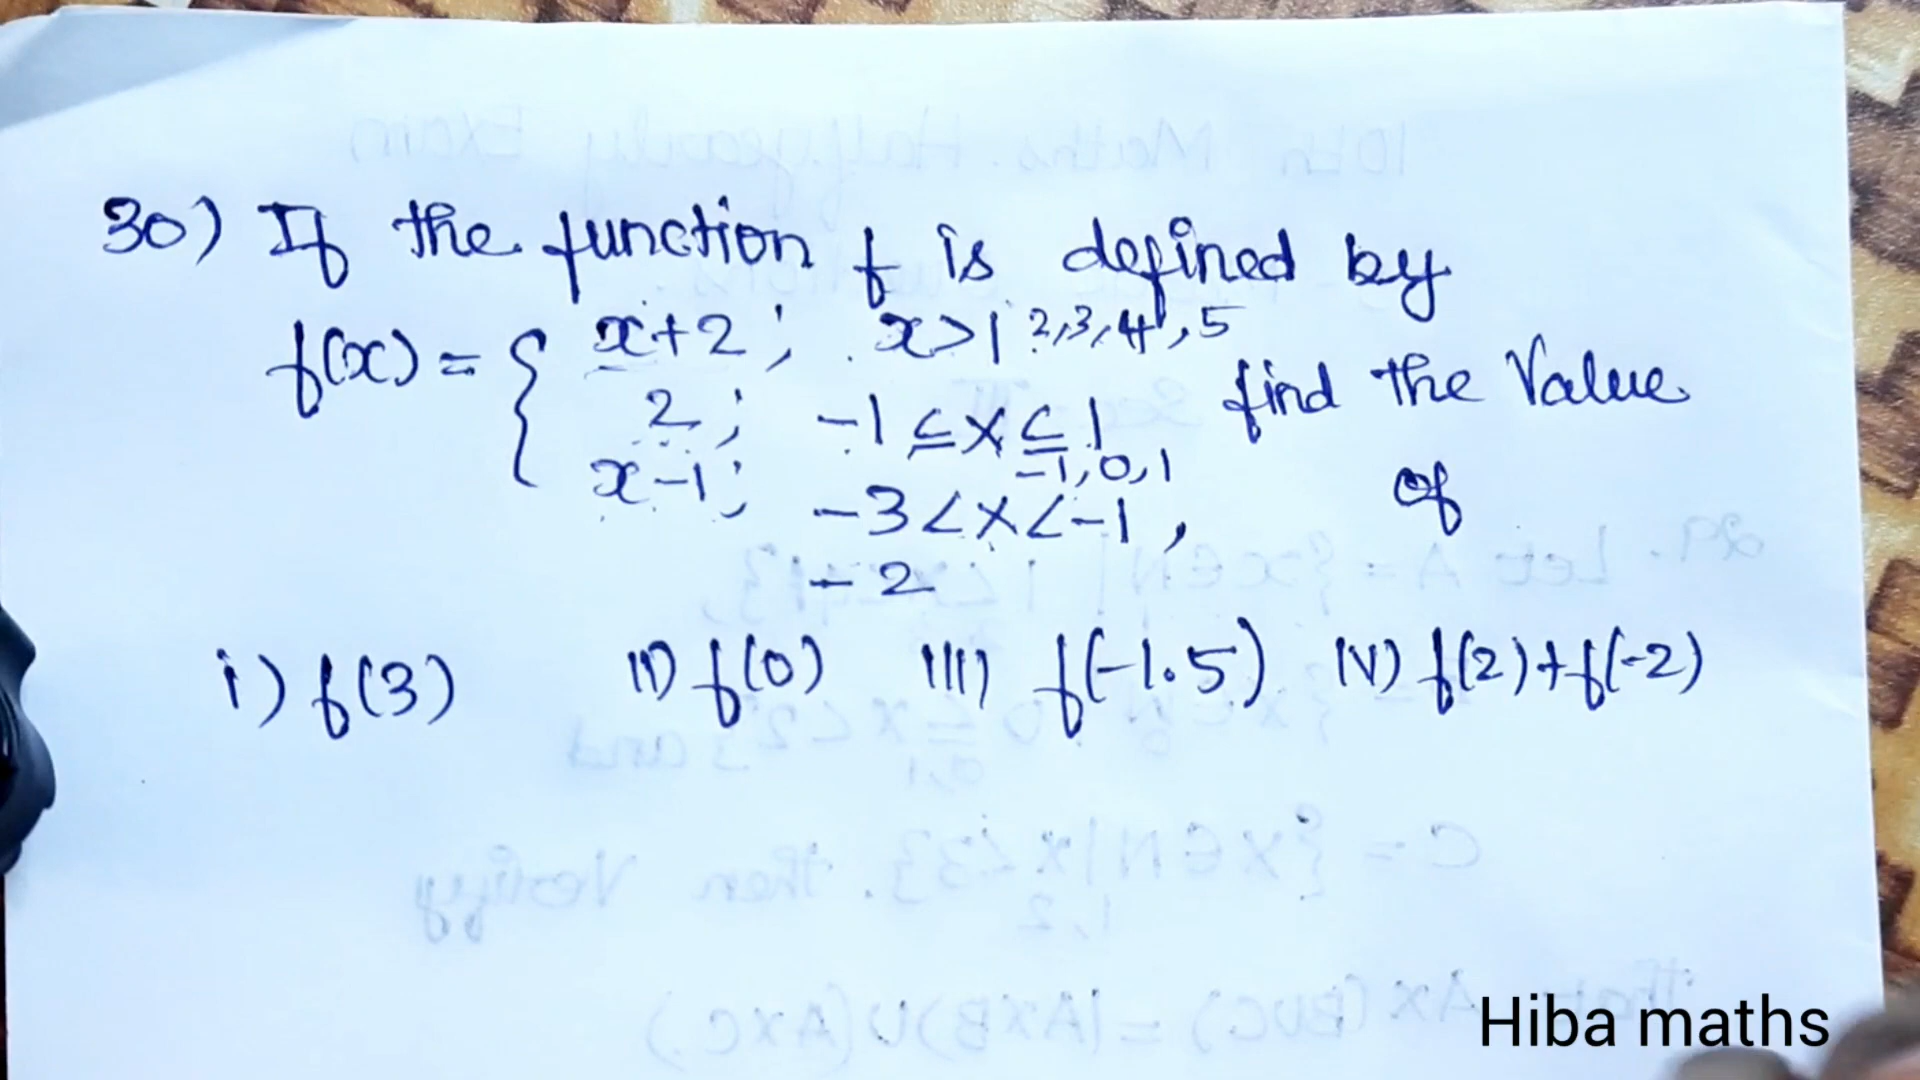 30) If the function f is defined by
f(x) = { x+2 ; x>1 2,3,4,5
2 ; -1 ≤ x ≤ 1 find the Value
-1,0,1
x-1 ; -3<x<-1, of
-2
i) f(3) ii) f(0) iii) f(-1.5) iv) f(2)+f(-2)
Hiba maths